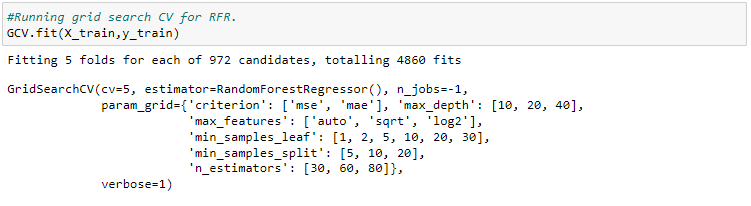 #Running grid search CV for RFR.
GCV.fit(X_train,y_train)
Fitting 5 folds for each of 972 candidates, totalling 4860 fits
GridSearchCV(cv=5, estimator=RandomForestRegressor(), n_jobs=-1,
             param_grid={'criterion': ['mse', 'mae'], 'max_depth': [10, 20, 40],
                         'max_features': ['auto', 'sqrt', 'log2'],
                         'min_samples_leaf': [1, 2, 5, 10, 20, 30],
                         'min_samples_split': [5, 10, 20],
                         'n_estimators': [30, 60, 80]},
             verbose=1)